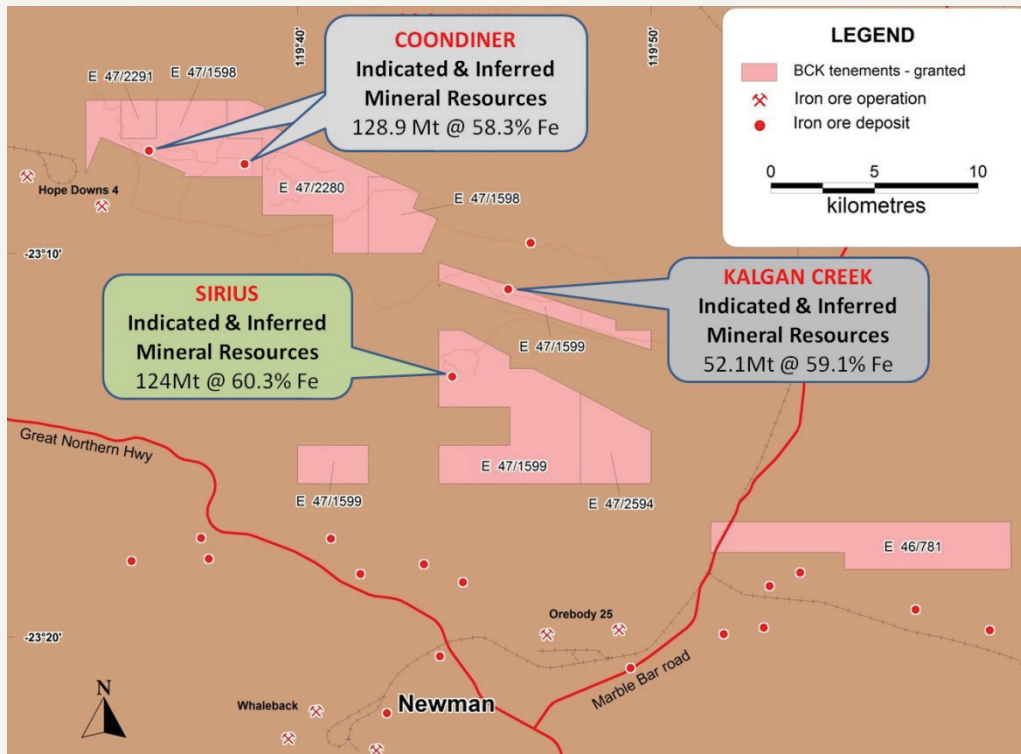 119°40'
119°50'
COONDINER
Indicated & Inferred
Mineral Resources
128.9 Mt @ 58.3% Fe
LEGEND
BCK tenements - granted
Iron ore operation
Iron ore deposit
0 5 10
kilometres
E 47/2291
E 47/1598
Hope Downs 4
E 47/2280
E 47/1598
-23°10'
SIRIUS
Indicated & Inferred
Mineral Resources
124Mt @ 60.3% Fe
KALGAN CREEK
Indicated & Inferred
Mineral Resources
52.1Mt @ 59.1% Fe
E 47/1599
Great Northern Hwy
E 47/1599
E 47/1599
E 47/2594
E 46/781
-23°20'
Orebody 25
Marble Bar road
N
Whaleback
Newman